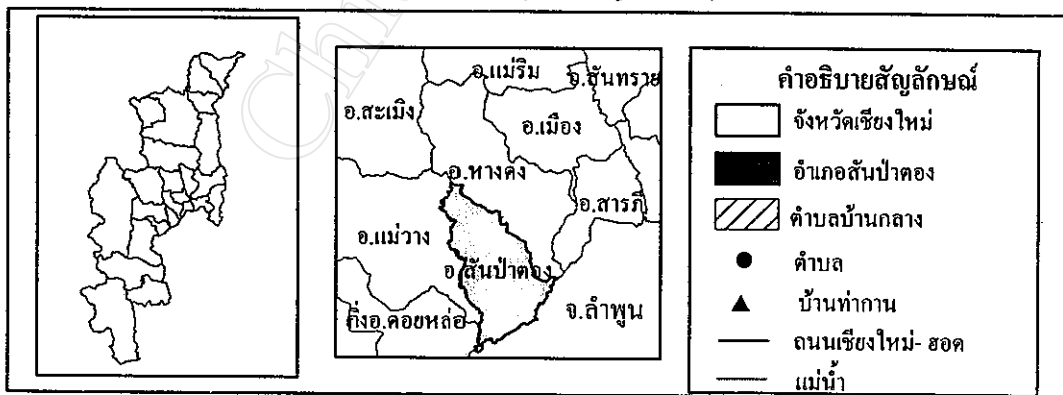 อ.แม่ริม
อ.สันทราย
อ.สะเมิง
อ.เมือง
อ.หางดง
อ.สารภี
อ.แม่วาง
อ.สันป่าตอง
กิ่งอ.ดอยหล่อ
จ.ลำพูน
คำอธิบายสัญลักษณ์
จังหวัดเชียงใหม่
อำเภอสันป่าตอง
ตำบลบ้านกลาง
ตำบล
บ้านท่ากาน
ถนนเชียงใหม่- ฮอด
แม่น้ำ